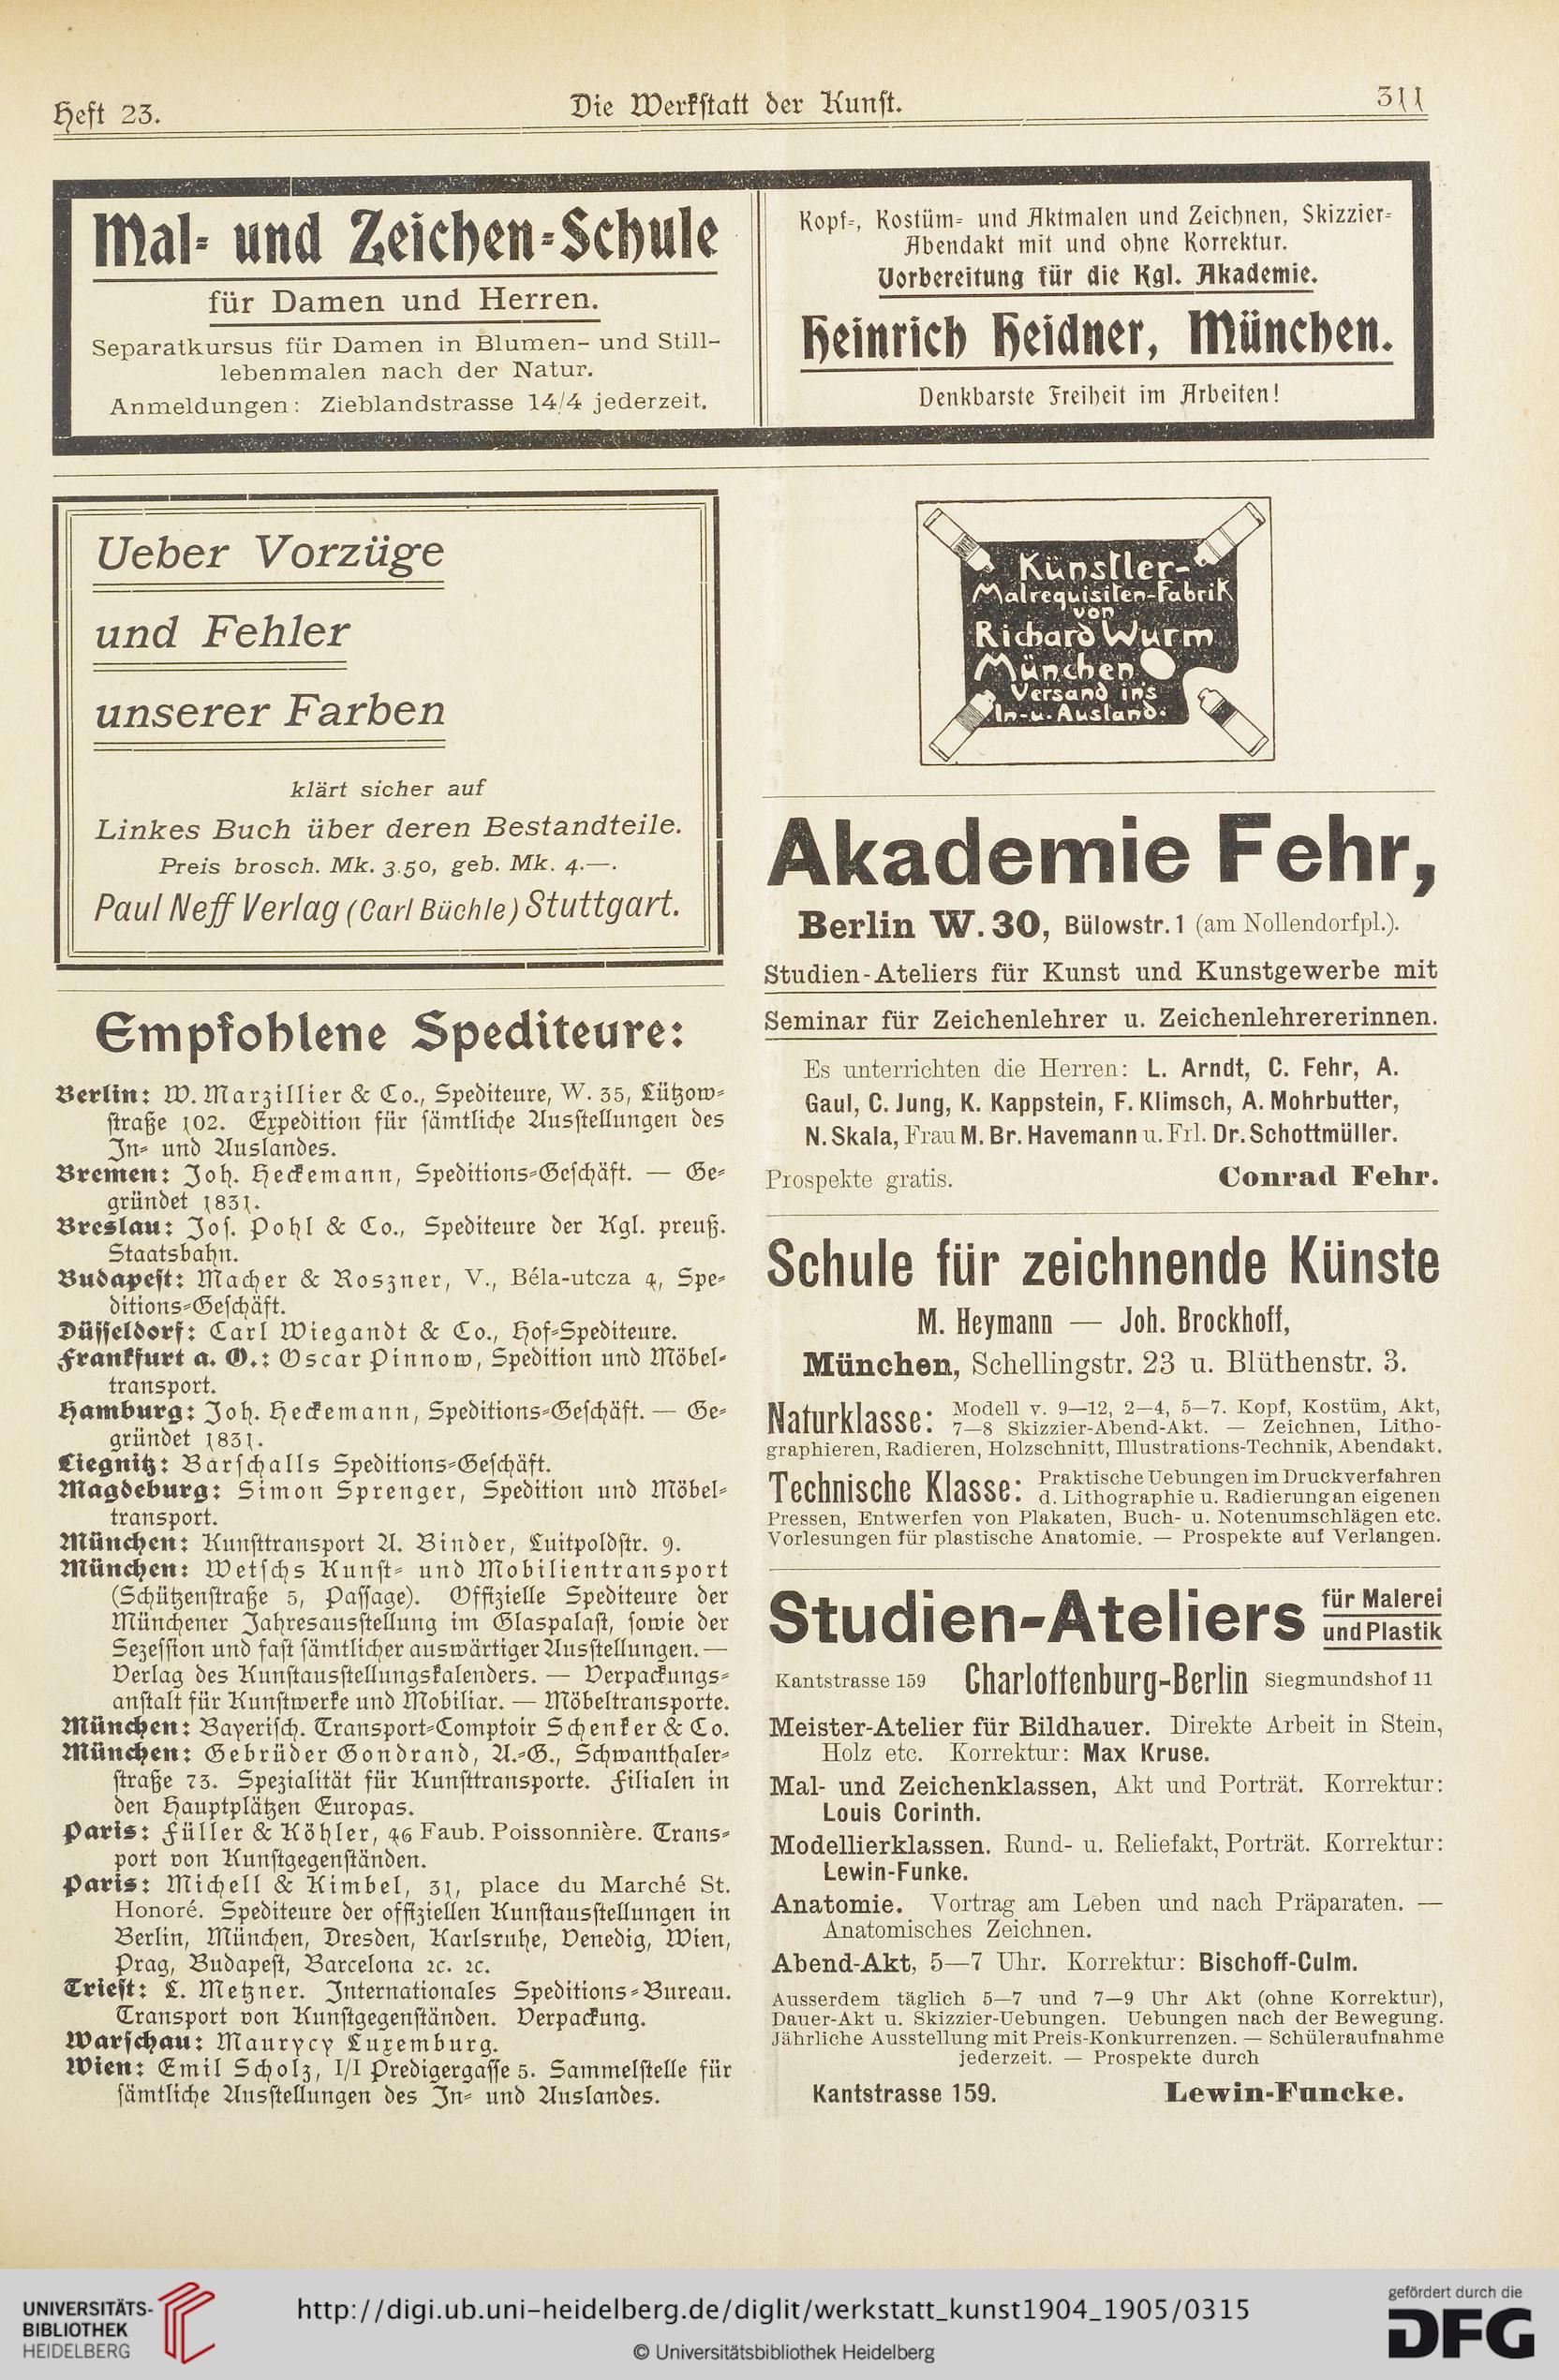 Heft 23.
Die Werkstatt der Kunst.
311
Mal- und Zeichen-Schule
für Damen und Herren.
Separatkursus für Damen in Blumen- und Still-
lebenmalen nach der Natur.
Anmeldungen: Zieblandstrasse 14/4 jederzeit.
Kopf-, Kostüm- und Aktmalen und Zeichnen, Skizzier-
Abendakt mit und ohne Korrektur.
Vorbereitung für die Kgl. Akademie.
Heinrich Heidner, München.
Denkbarste Freiheit im Arbeiten!
Ueber Vorzüge
und Fehler
unserer Farben
klärt sicher auf
Linkes Buch über deren Bestandteile.
Preis brosch. Mk. 3.50, geb. Mk. 4.—.
Paul Neff Verlag (Carl Büchle) Stuttgart.
Empfohlene Spediteure:
Berlin: W. Marzillier & Co., Spediteure, W. 35, Lützow-
straße 102. Expedition für sämtliche Ausstellungen des
In- und Auslandes.
Bremen: Joh. Heckemann, Speditions-Geschäft. — Ge-
gründet 1831.
Breslau: Jos. Pohl & Co., Spediteure der Kgl. preuß.
Staatsbahn.
Budapest: Macher & Roszner, V., Béla-utcza 4, Spe-
ditions-Geschäft.
Düsseldorf: Carl Wiegandt & Co., Hof-Spediteure.
Frankfurt a. O.: Oscar Pinnow, Spedition und Möbel-
transport.
Hamburg: Joh. Heckemann, Speditions-Geschäft. — Ge-
gründet 1831.
Liegnitz: Barschalls Speditions-Geschäft.
Magdeburg: Simon Sprenger, Spedition und Möbel-
transport.
München: Kunsttransport A. Binder, Luitpoldstr. 9.
München: Wetschs Kunst- und Mobilientransport
(Schützenstraße 5, Passage). Offizielle Spediteure der
Münchener Jahresausstellung im Glaspalast, sowie der
Sezession und fast sämtlicher auswärtiger Ausstellungen. —
Verlag des Kunstausstellungskalenders. — Verpackungs-
anstalt für Kunstwerke und Mobiliar. — Möbeltransporte.
München: Bayerisch. Transport-Comptoir Schenker & Co.
München: Gebrüder Gondrand, A.-G., Schwanthaler-
straße 73. Spezialität für Kunsttransporte. Filialen in
den Hauptplätzen Europas.
Paris: Füller & Köhler, 46 Faub. Poissonnière. Trans-
port von Kunstgegenständen.
Paris: Michell & Kimbel, 31, place du Marché St.
Honoré. Spediteure der offiziellen Kunstausstellungen in
Berlin, München, Dresden, Karlsruhe, Venedig, Wien,
Prag, Budapest, Barcelona ꝛc. ꝛc.
Triest: L. Metzner. Internationales Speditions-Bureau.
Transport von Kunstgegenständen. Verpackung.
Warschau: Maurycy Luxemburg.
Wien: Emil Scholz, I/I Predigergasse 5. Sammelstelle für
sämtliche Ausstellungen des In- und Auslandes.
Künstler-
Malrequisiten-Fabrik
von
Richard Wurm
München
Versand in's
In-u. Ausland.
Akademie Fehr,
Berlin W. 30, Bülowstr. 1 (am Nollendorfpl.).
Studien-Ateliers für Kunst und Kunstgewerbe mit
Seminar für Zeichenlehrer u. Zeichenlehrererinnen.
Es unterrichten die Herren: L. Arndt, C. Fehr, A.
Gaul, C. Jung, K. Kappstein, F. Klimsch, A. Mohrbutter,
N. Skala, Frau M. Br. Havemann u. Frl. Dr. Schottmüller.
Prospekte gratis. Conrad Fehr.
Schule für zeichnende Künste
M. Heymann — Joh. Brockhoff,
München, Schellingstr. 23 u. Blüthenstr. 3.
Naturklasse: Modell v. 9—12, 2—4, 5—7. Kopf, Kostüm, Akt,
7—8 Skizzier-Abend-Akt. — Zeichnen, Litho-
graphieren, Radieren, Holzschnitt, Illustrations-Technik, Abendakt.
Technische Klasse: Praktische Uebungen im Druckverfahren
d. Lithographie u. Radierung an eigenen
Pressen, Entwerfen von Plakaten, Buch- u. Notenumschlägen etc.
Vorlesungen für plastische Anatomie. — Prospekte auf Verlangen.
Studien-Ateliers für Malerei
und Plastik
Kantstrasse 159 Charlottenburg-Berlin Siegmundshof 11
Meister-Atelier für Bildhauer. Direkte Arbeit in Stein,
Holz etc. Korrektur: Max Kruse.
Mal- und Zeichenklassen, Akt und Porträt. Korrektur:
Louis Corinth.
Modellierklassen. Rund- u. Reliefakt, Porträt. Korrektur:
Lewin-Funke.
Anatomie. Vortrag am Leben und nach Präparaten. —
Anatomisches Zeichnen.
Abend-Akt, 5—7 Uhr. Korrektur: Bischoff-Culm.
Ausserdem täglich 5—7 und 7—9 Uhr Akt (ohne Korrektur),
Dauer-Akt u. Skizzier-Uebungen. Uebungen nach der Bewegung.
Jährliche Ausstellung mit Preis-Konkurrenzen. — Schüleraufnahme
jederzeit. — Prospekte durch
Kantstrasse 159. Lewin-Funcke.
UNIVERSITÄTS-
BIBLIOTHEK
HEIDELBERG
http://digi.ub.uni-heidelberg.de/diglit/werkstatt_kunst1904_1905/0315
© Universitätsbibliothek Heidelberg
gefördert durch die
DFG